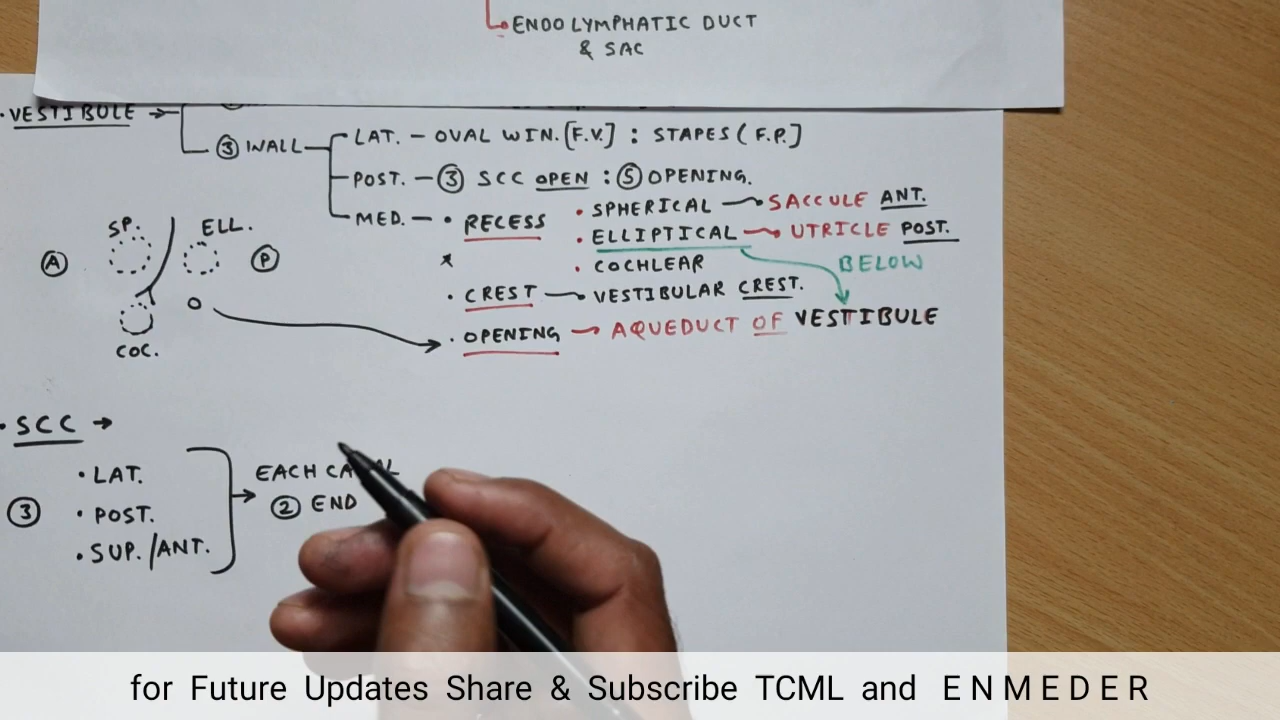 ENDOLYMPHATIC DUCT
& SAC
• VESTIBULE
③ WALL
LAT. – OVAL WIN. [F.V.] : STAPES (F.P.]
POST. – ③ SCC OPEN : ⑤ OPENING.
MED. – • RECESS
• SPHERICAL → SACCULE ANT.
• ELLIPTICAL → UTRICLE POST.
• COCHLEAR
BELOW
• CREST → VESTIBULAR CREST.
• OPENING → AQUEDUCT OF VESTIBULE
SP. ELL.
Ⓐ Ⓟ
COC.
• SCC →
③
• LAT.
• POST.
• SUP./ANT.
EACH
② END
for Future Updates Share & Subscribe TCML and ENMEDER